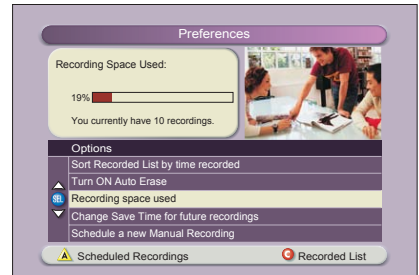 Preferences
Recording Space Used:
19%
You currently have 10 recordings.
Options
Sort Recorded List by time recorded
Turn ON Auto Erase
SEL Recording space used
Change Save Time for future recordings
Schedule a new Manual Recording
A Scheduled Recordings C Recorded List